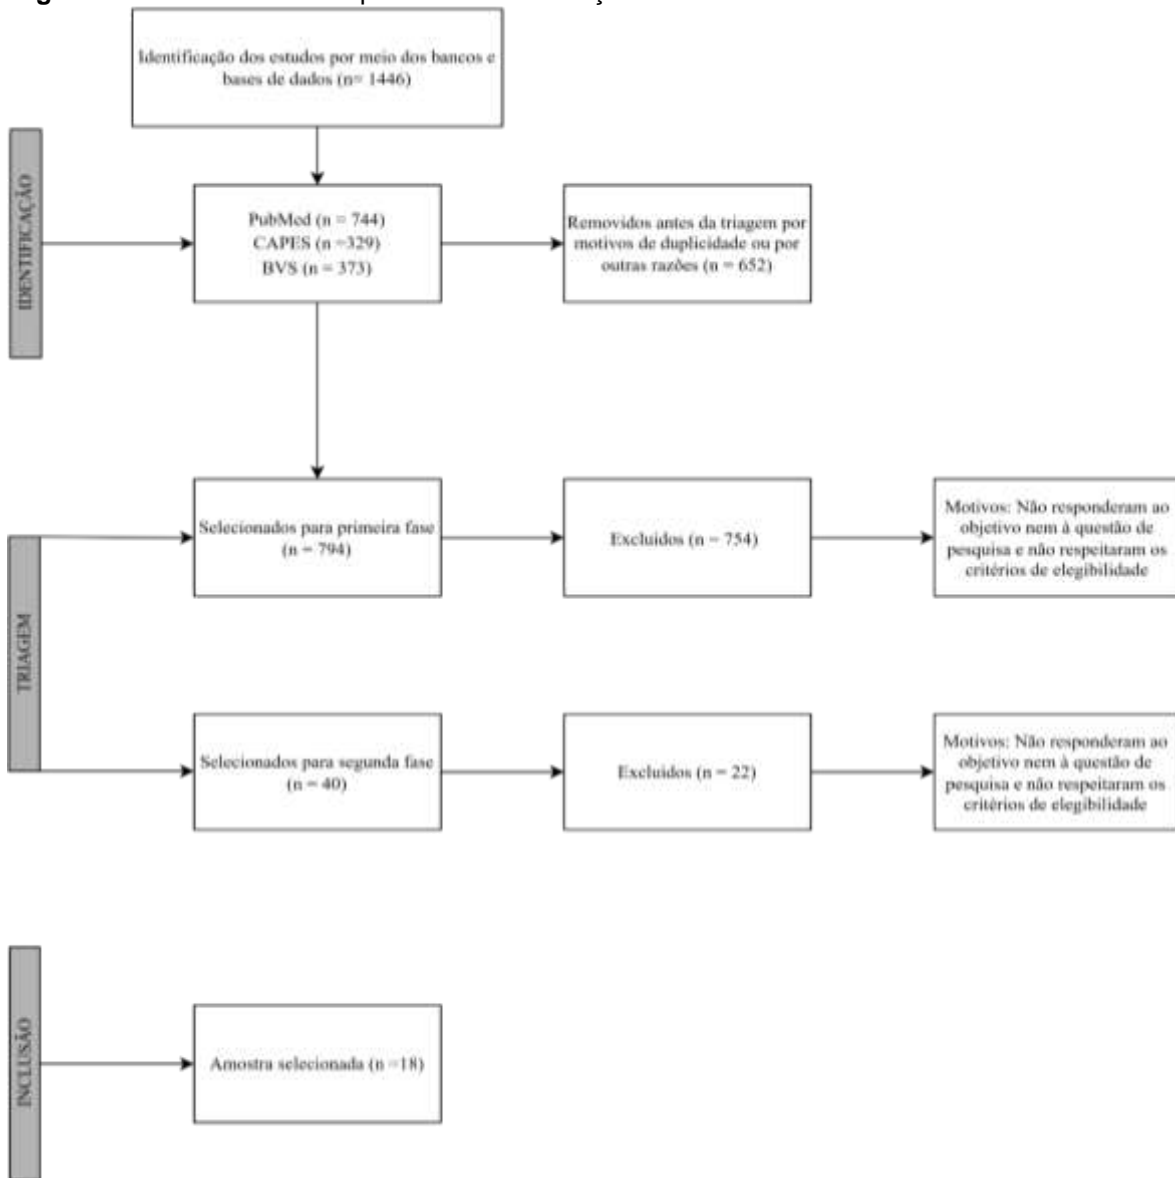 Identificação dos estudos por meio dos bancos e
bases de dados (n= 1446)
IDENTIFICAÇÃO
PubMed (n = 744)
CAPES (n =329)
BVS (n = 373)
Removidos antes da triagem por
motivos de duplicidade ou por
outras razões (n = 652)
TRIAGEM
Selecionados para primeira fase
(n = 794)
Excluidos (n = 754)
Motivos: Não responderam ao
objetivo nem à questão de
pesquisa e não respeitaram os
critérios de elegibilidade
Selecionados para segunda fase
(n = 40)
Excluidos (n = 22)
Motivos: Não responderam ao
objetivo nem à questão de
pesquisa e não respeitaram os
critérios de elegibilidade
INCLUSÃO
Amostra selecionada (n =18)